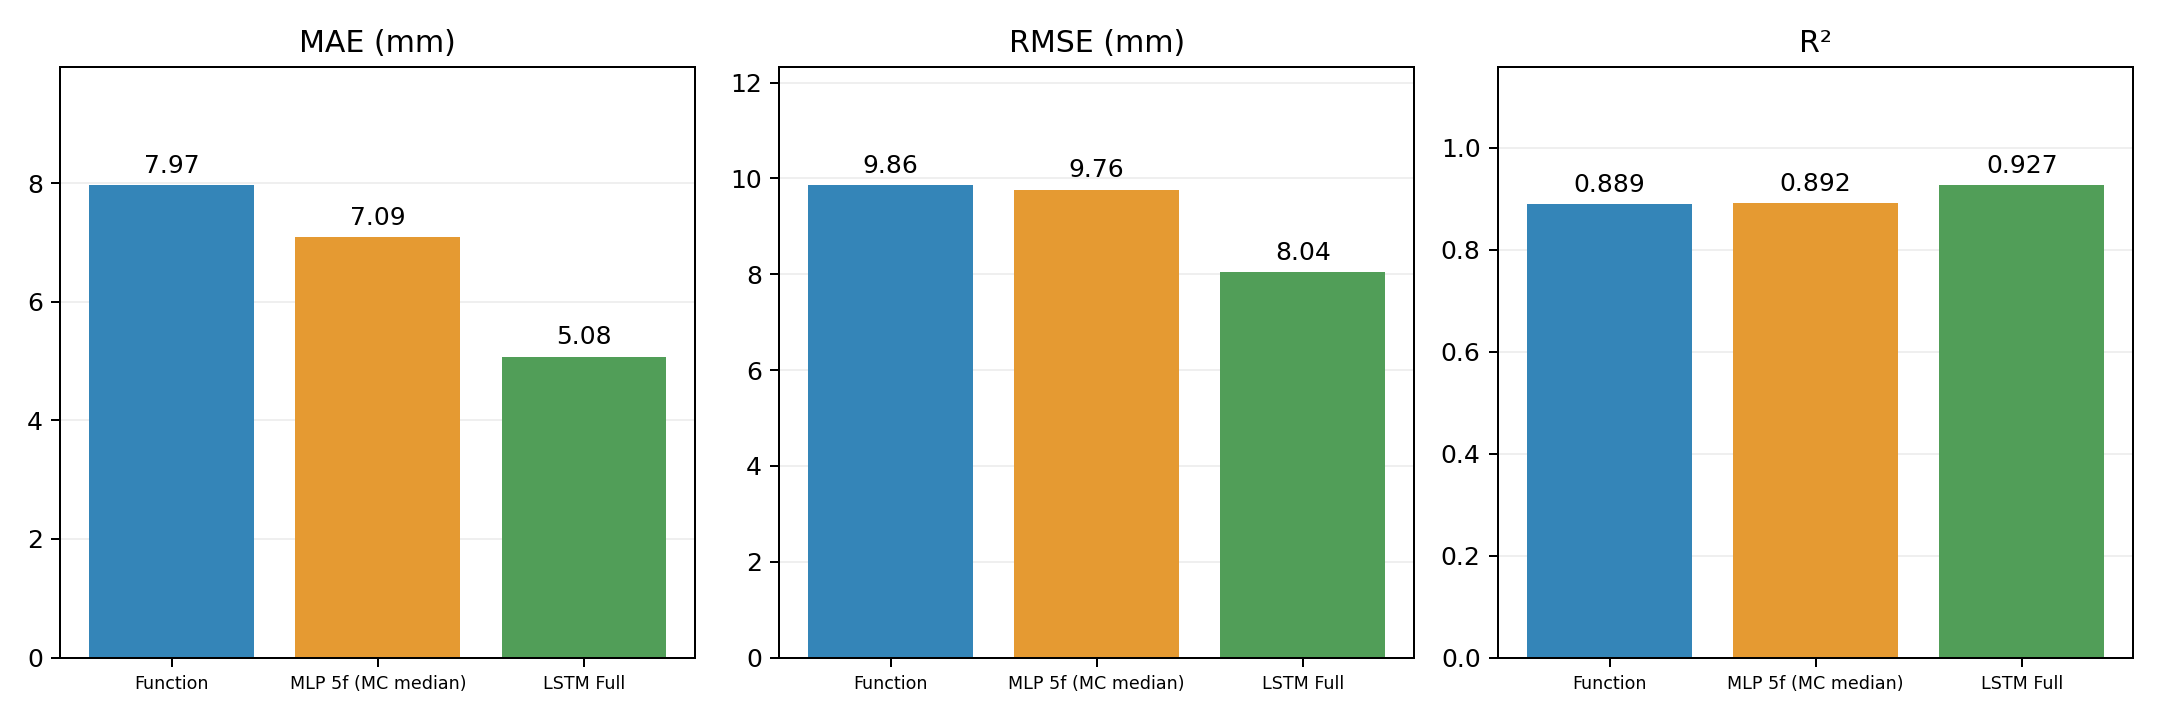 MAE (mm)
8
6
4
2
0
7.97
7.09
5.08
Function
MLP 5f (MC median)
LSTM Full
RMSE (mm)
12
10
8
6
4
2
0
9.86
9.76
8.04
Function
MLP 5f (MC median)
LSTM Full
R²
1.0
0.8
0.6
0.4
0.2
0.0
0.889
0.892
0.927
Function
MLP 5f (MC median)
LSTM Full